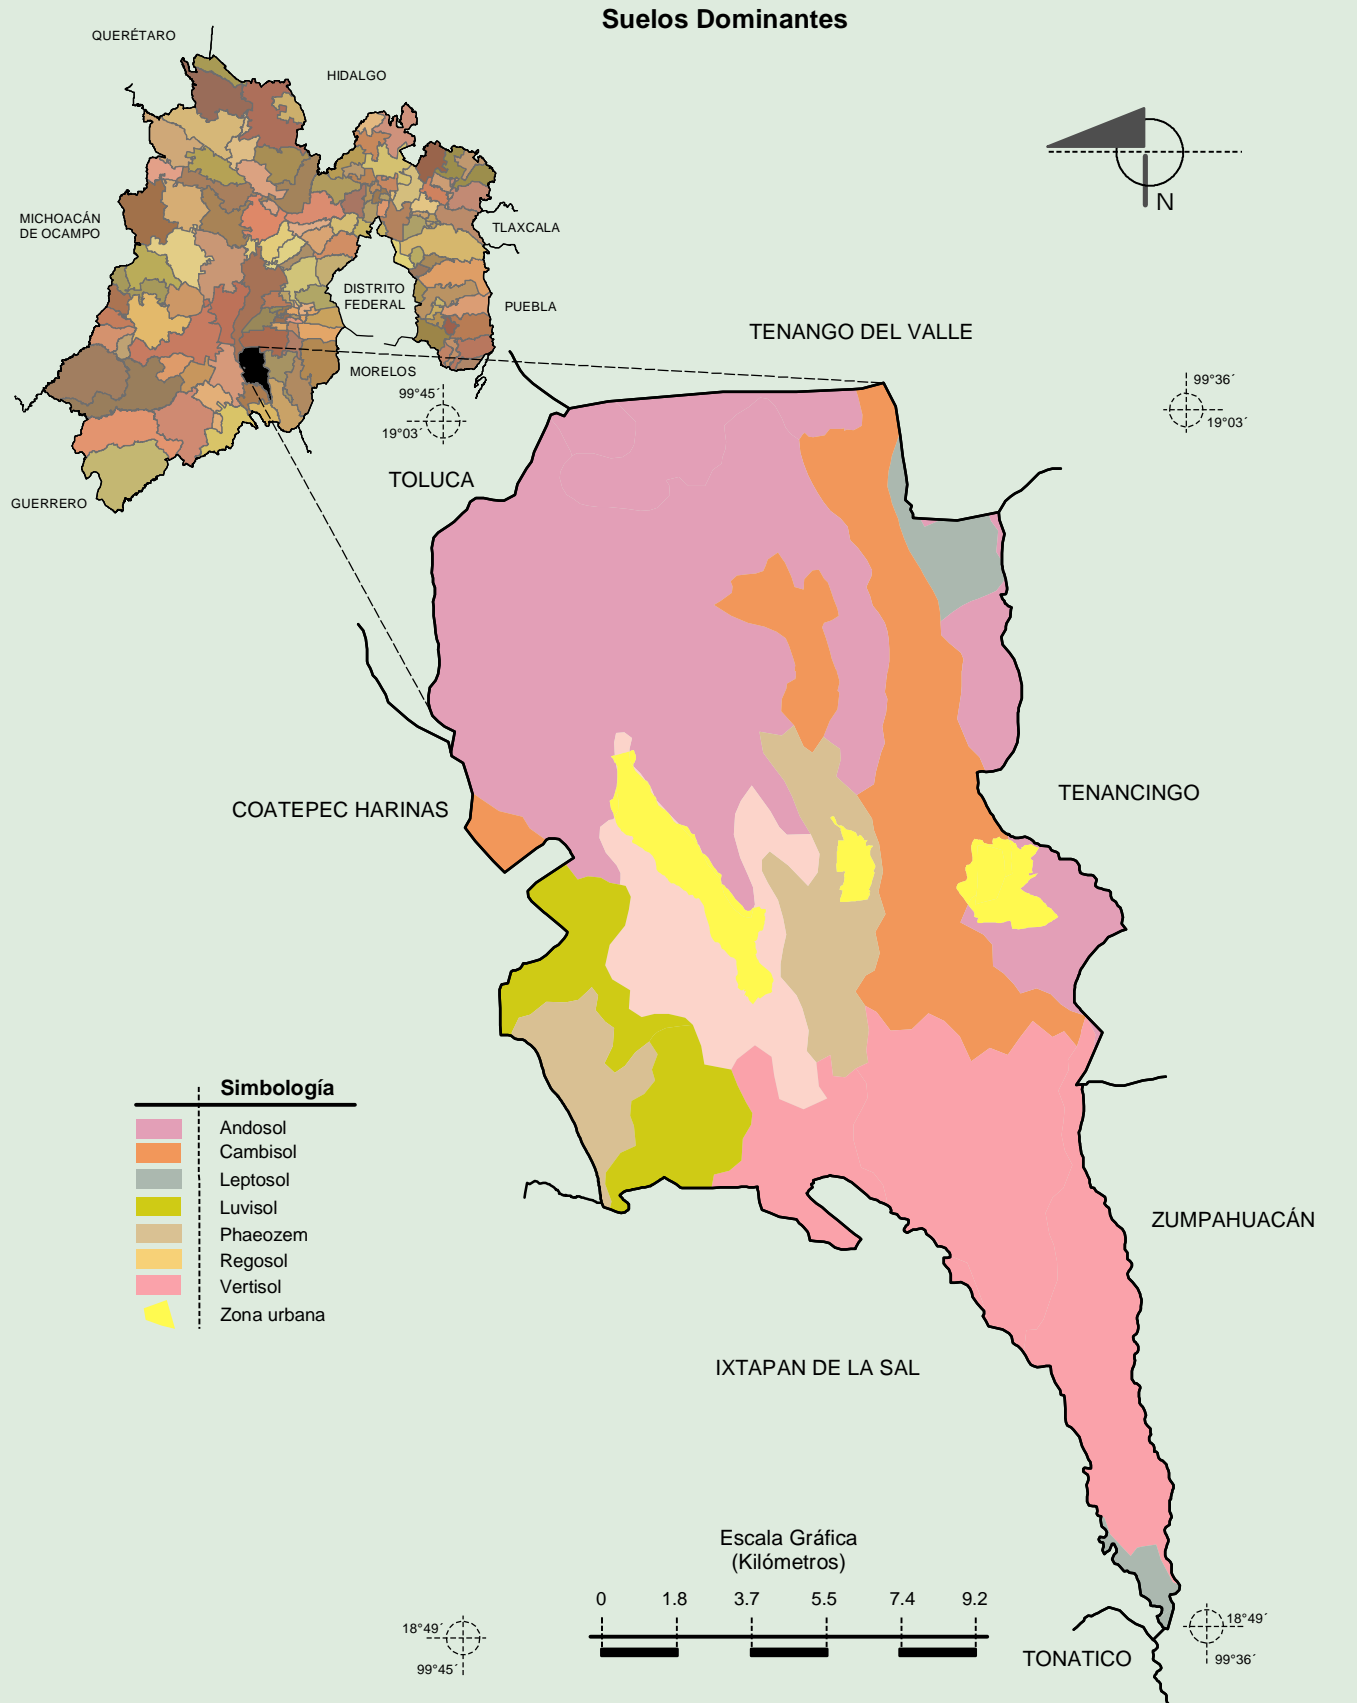 Suelos Dominantes
QUERÉTARO
HIDALGO
MICHOACÁN
DE OCAMPO
TLAXCALA
DISTRITO
FEDERAL
PUEBLA
MORELOS
GUERRERO
N
TENANGO DEL VALLE
99°45´
19°03´
99°36´
19°03´
TOLUCA
COATEPEC HARINAS
TENANCINGO
Simbología
Andosol
Cambisol
Leptosol
Luvisol
Phaeozem
Regosol
Vertisol
Zona urbana
ZUMPAHUACÁN
IXTAPAN DE LA SAL
Escala Gráfica
(Kilómetros)
0 1.8 3.7 5.5 7.4 9.2
18°49´
99°45´
18°49´
99°36´
TONATICO